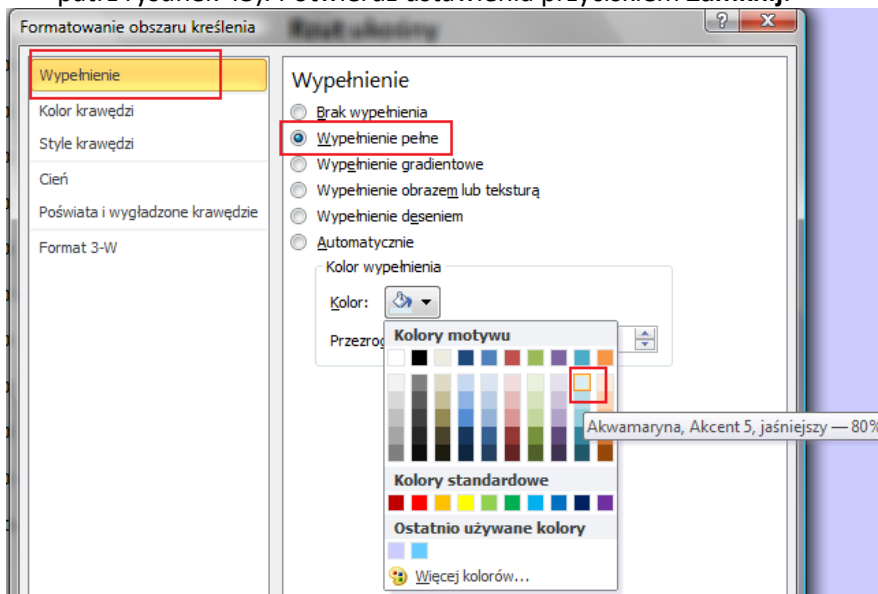 Formatowanie obszaru kreślenia
Wypełnienie
Kolor krawędzi
Style krawędzi
Cień
Poświata i wygładzone krawędzie
Format 3-W
Wypełnienie
Brak wypełnienia
Wypełnienie pełne
Wypełnienie gradientowe
Wypełnienie obrazem lub teksturą
Wypełnienie deseniem
Automatycznie
Kolor wypełnienia
Kolor:
Kolory motywu
Akwamaryna, Akcent 5, jaśniejszy — 80%
Kolory standardowe
Ostatnio używane kolory
Więcej kolorów...